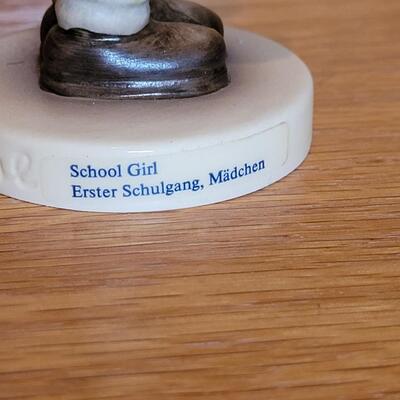 School Girl
Erster Schulgang, Mädchen